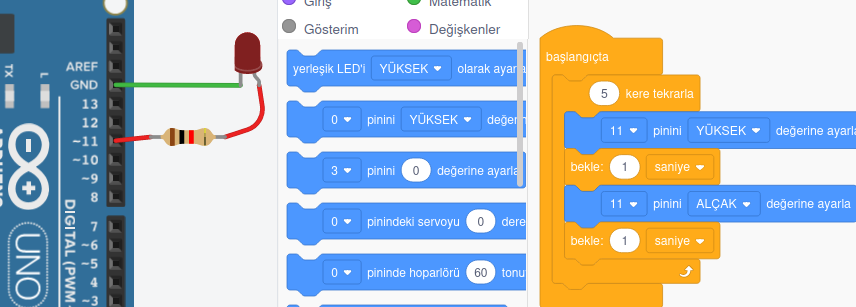 Giriş
Matematik
Gösterim
Değişkenler
yerleşik LED'i YÜKSEK olarak ayarla
0 pinini YÜKSEK değer
3 pinini 0 değerine ayarla
0 pinindeki servoyu 0 dere
0 pininde hoparlörü 60 tonu
başlangıçta
5 kere tekrarla
11 pinini YÜKSEK değerine ayarla
bekle: 1 saniye
11 pinini ALÇAK değerine ayarla
bekle: 1 saniye
TX
L
AREF
GND
13
12
~11
~10
~9
8
7
~6
~5
4
~3
DIGITAL (PWM
UNO